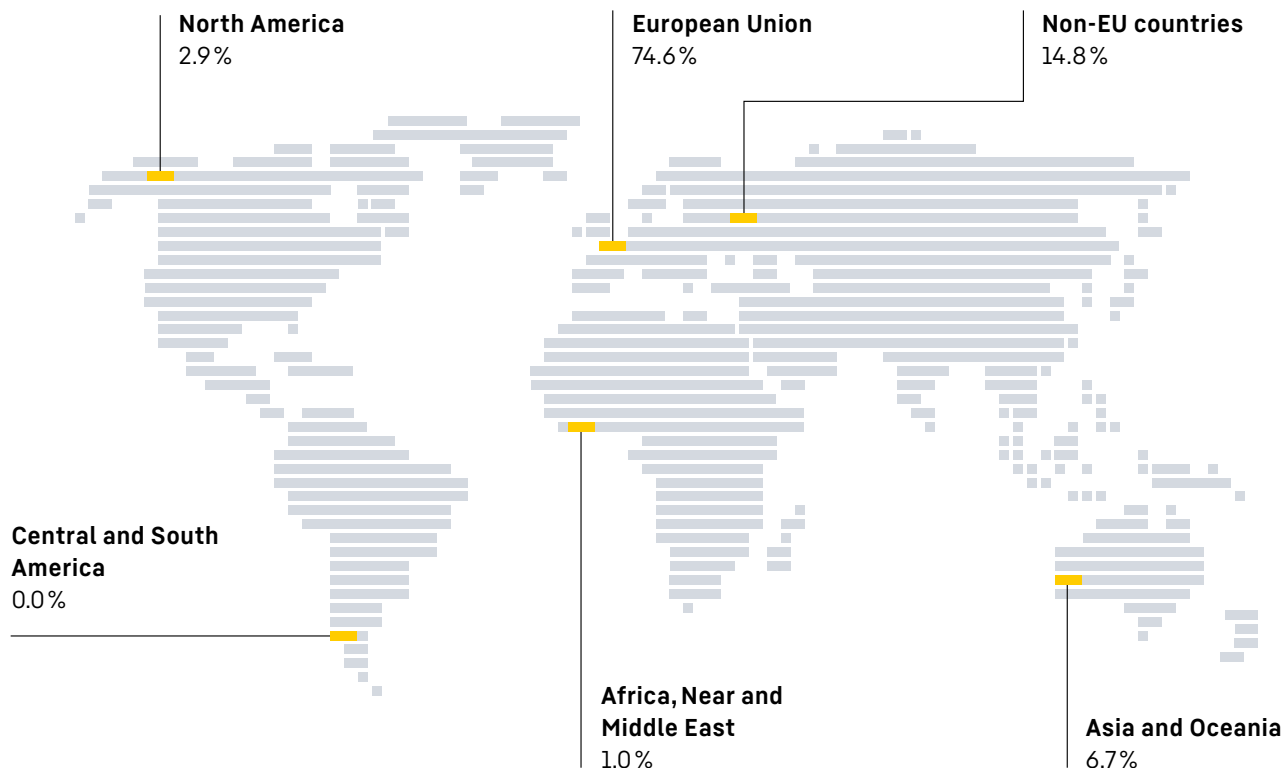 North America
2.9 %
European Union
74.6 %
Non-EU countries
14.8 %
Central and South
America
0.0 %
Africa, Near and
Middle East
1.0 %
Asia and Oceania
6.7 %